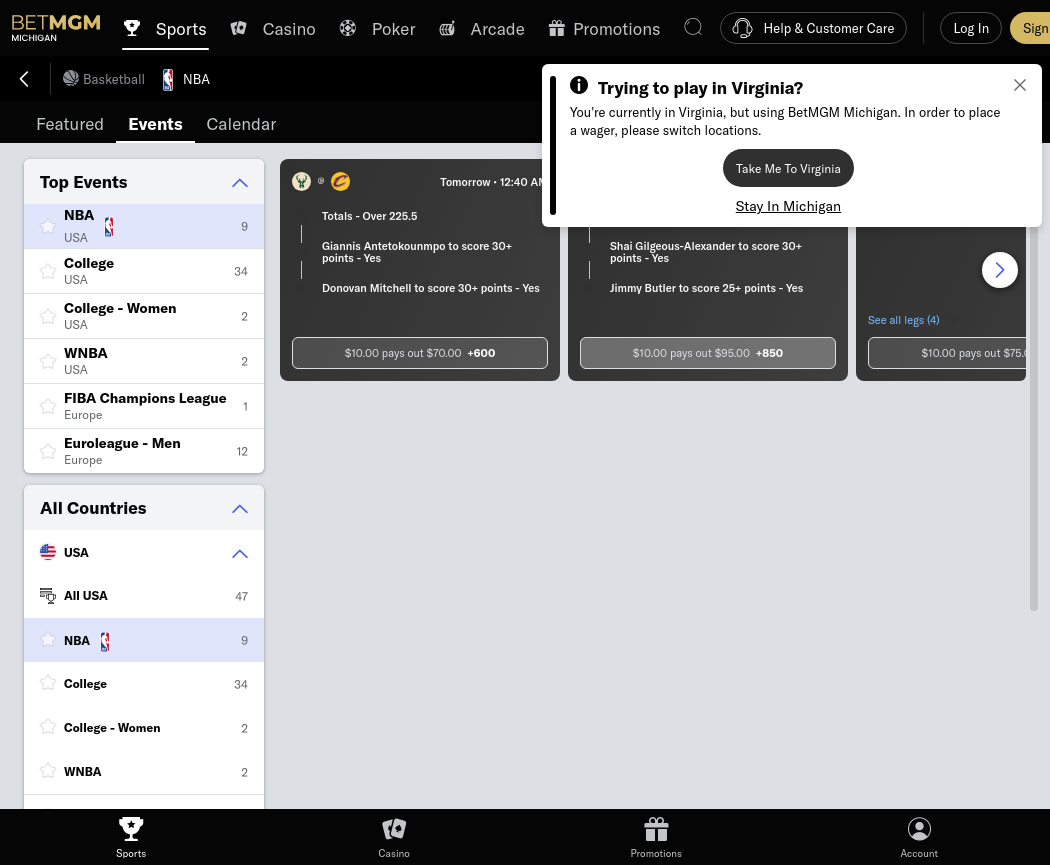 BETMGM
MICHIGAN
Sports
Casino
Poker
Arcade
Promotions
Help & Customer Care
Log In
Sign
Basketball
NBA
Featured
Events
Calendar
Trying to play in Virginia?
You're currently in Virginia, but using BetMGM Michigan. In order to place
a wager, please switch locations.
Take Me To Virginia
Stay In Michigan
Top Events
NBA
USA
9
College
USA
34
College - Women
USA
2
WNBA
USA
2
FIBA Champions League
Europe
1
Euroleague - Men
Europe
12
All Countries
USA
All USA
47
NBA
9
College
34
College - Women
2
WNBA
2
@
Tomorrow • 12:40 AM
Totals - Over 225.5
Giannis Antetokounmpo to score 30+
points - Yes
Donovan Mitchell to score 30+ points - Yes
$10.00 pays out $70.00 +600
Shai Gilgeous-Alexander to score 30+
points - Yes
Jimmy Butler to score 25+ points - Yes
$10.00 pays out $95.00 +850
See all legs (4)
$10.00 pays out $75.0
Sports
Casino
Promotions
Account